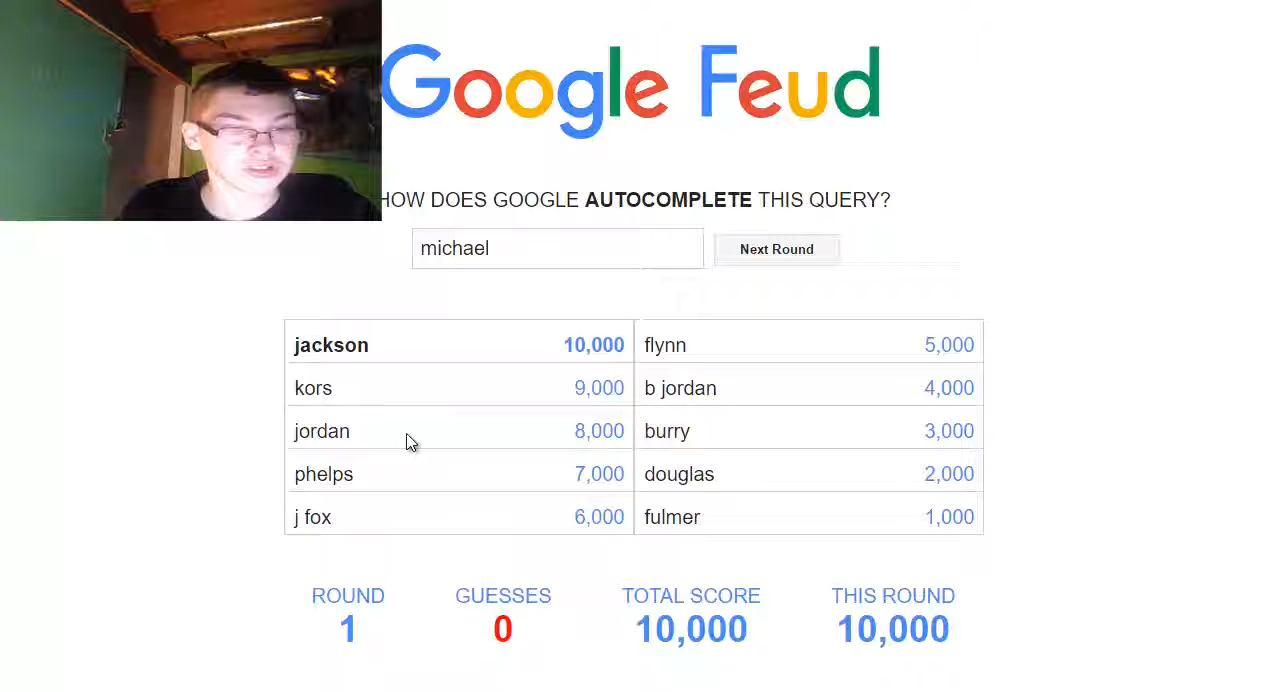 Google Feud
HOW DOES GOOGLE AUTOCOMPLETE THIS QUERY?
michael
Next Round
jackson 10,000
kors 9,000
jordan 8,000
phelps 7,000
j fox 6,000
flynn 5,000
b jordan 4,000
burry 3,000
douglas 2,000
fulmer 1,000
ROUND
1
GUESSES
0
TOTAL SCORE
10,000
THIS ROUND
10,000